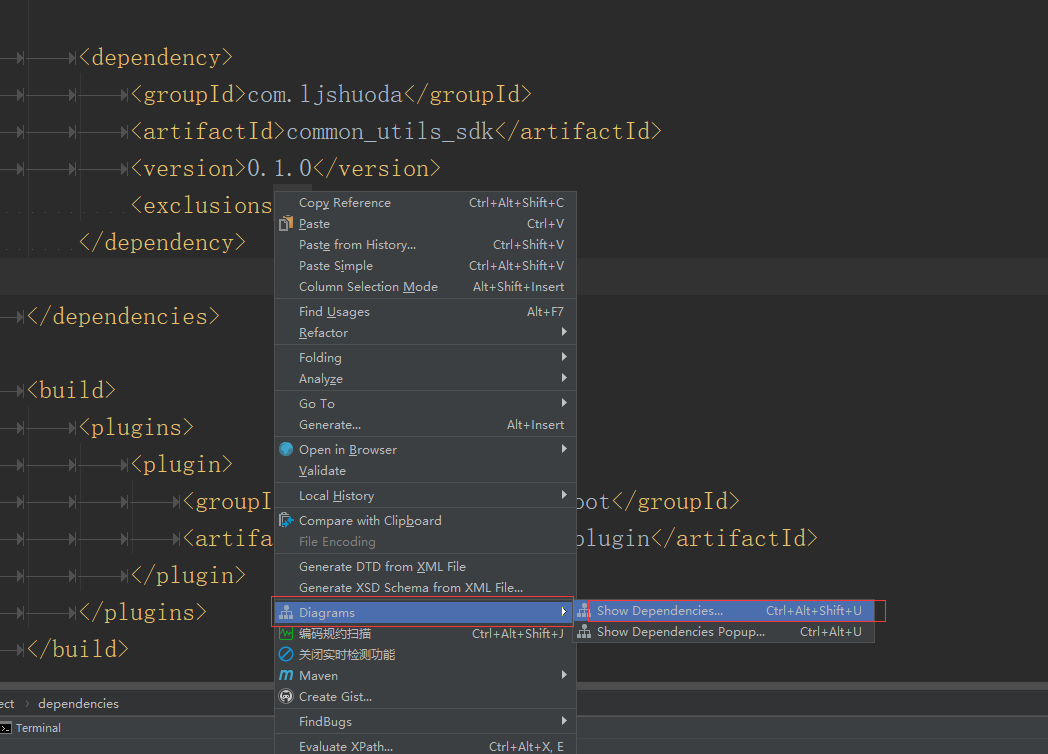 <dependency>
<groupId>com.ljshuoda</groupId>
<artifactId>common_utils_sdk</artifactId>
<version>0.1.0</version>
<exclusions
</dependency>
</dependencies>
<build>
<plugins>
<plugin>
<groupI
oot</groupId>
<artifa
plugin</artifactId>
</plugin>
</plugins>
</build>
Copy Reference Ctrl+Alt+Shift+C
Paste Ctrl+V
Paste from History... Ctrl+Shift+V
Paste Simple Ctrl+Alt+Shift+V
Column Selection Mode Alt+Shift+Insert
Find Usages Alt+F7
Refactor
Folding
Analyze
Go To
Generate... Alt+Insert
Open in Browser
Validate
Local History
Compare with Clipboard
File Encoding
Generate DTD from XML File
Generate XSD Schema from XML File...
Diagrams
Show Dependencies... Ctrl+Alt+Shift+U
Show Dependencies Popup... Ctrl+Alt+U
编码规约扫描 Ctrl+Alt+Shift+J
关闭实时检测功能
Maven
Create Gist...
FindBugs
Evaluate XPath... Ctrl+Alt+X, E
ect dependencies
Terminal